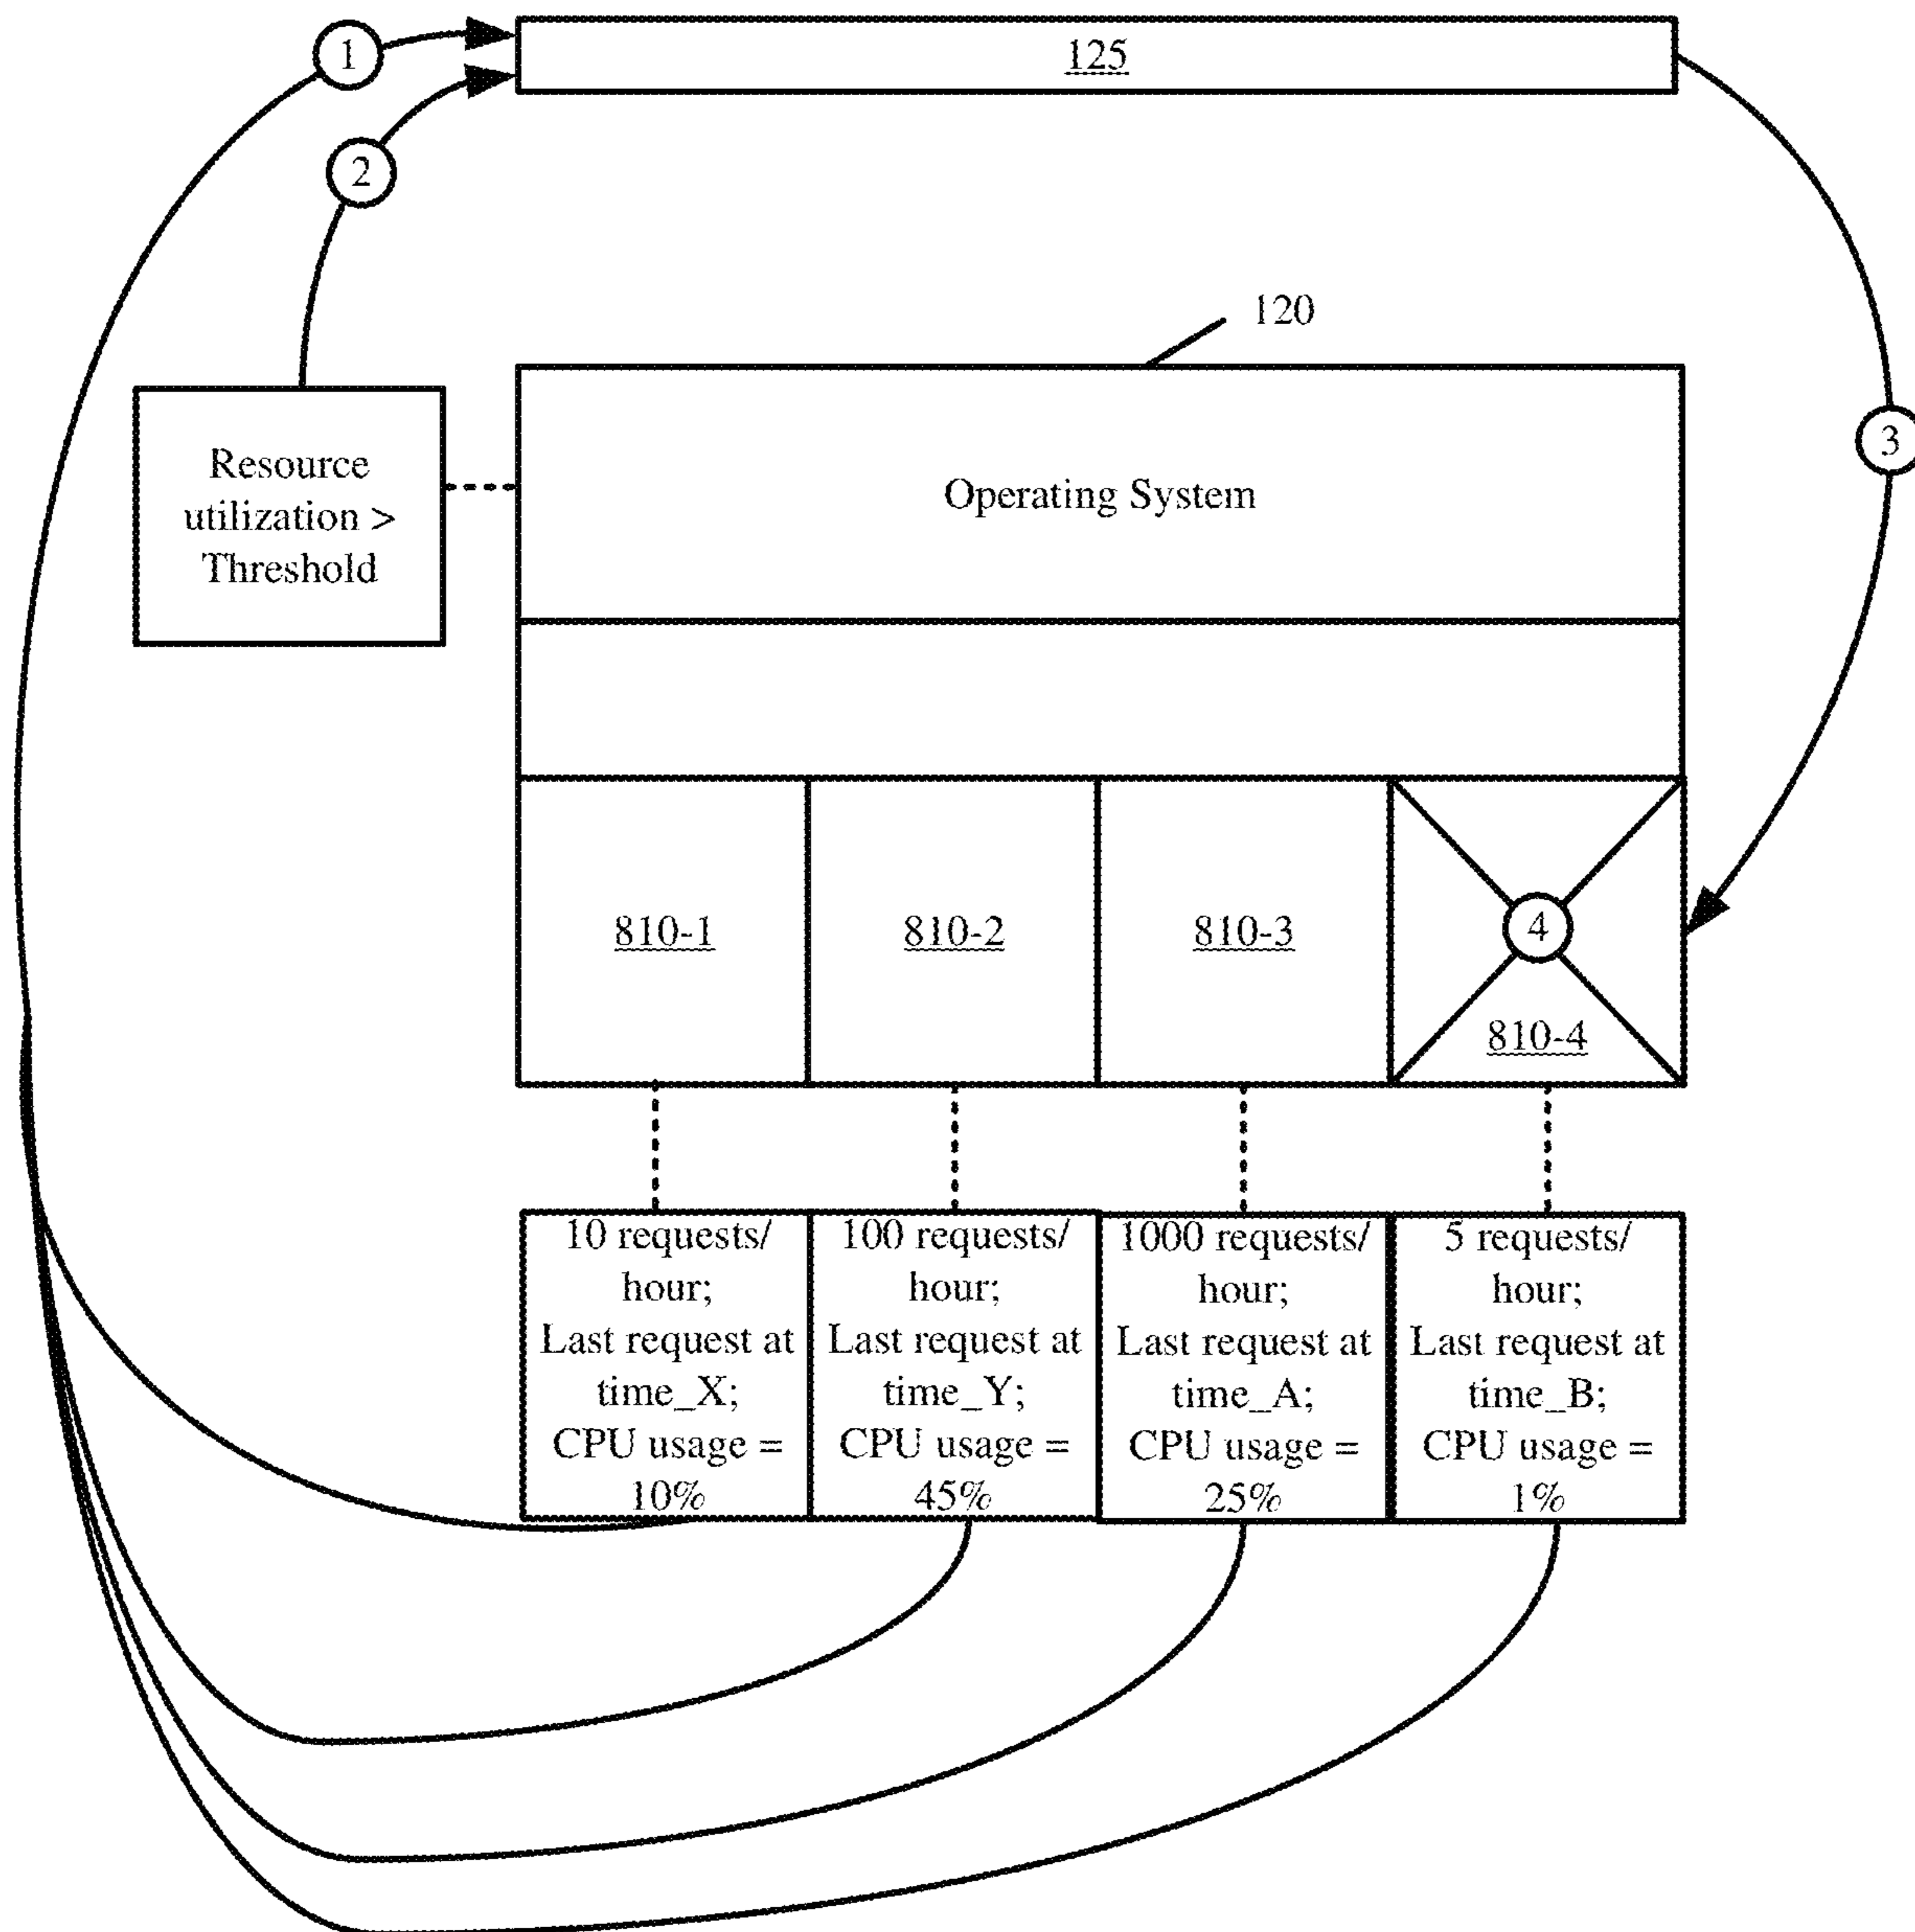 1
125
2
120
Resource
utilization >
Threshold
Operating System
3
810-1
810-2
810-3
4
810-4
10 requests/
hour;
Last request at
time_X;
CPU usage =
10%
100 requests/
hour;
Last request at
time_Y;
CPU usage =
45%
1000 requests/
hour;
Last request at
time_A;
CPU usage =
25%
5 requests/
hour;
Last request at
time_B;
CPU usage =
1%